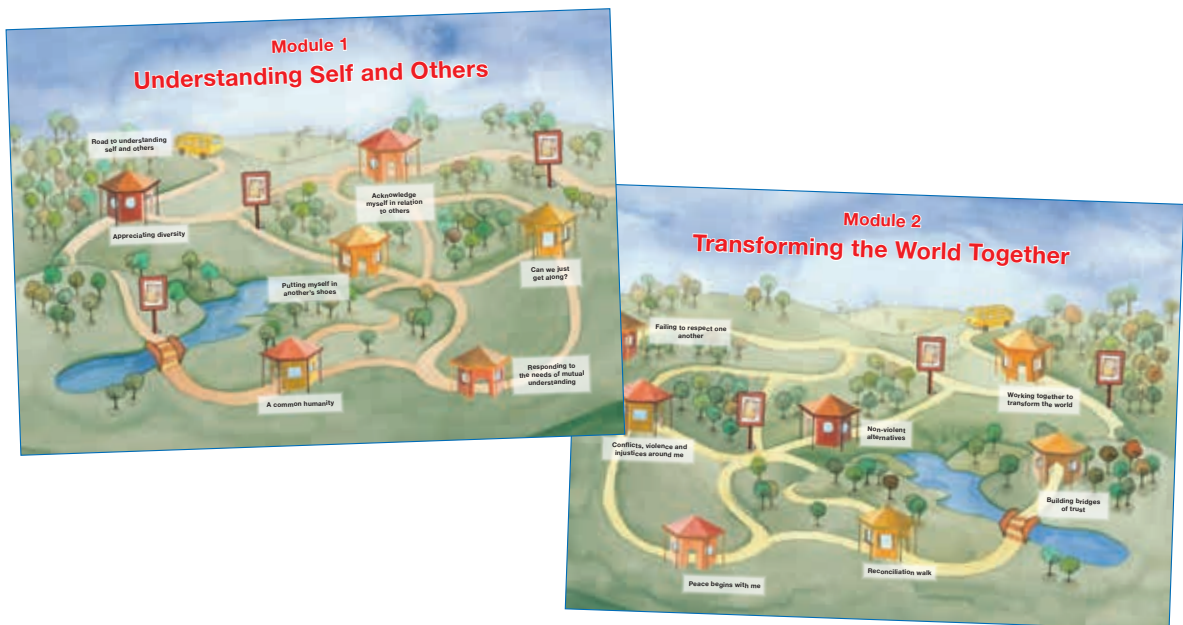 Module 1
Understanding Self and Others
Road to understanding
self and others
Appreciating diversity
Acknowledge
myself in relation
to others
Putting myself in
another's shoes
Can we just
get along?
A common humanity
Responding to
the needs of mutual
understanding
Module 2
Transforming the World Together
Failing to respect one
another
Working together to
transform the world
Conflicts, violence and
injustices around me
Non-violent
alternatives
Building bridges
of trust
Reconciliation walk
Peace begins with me